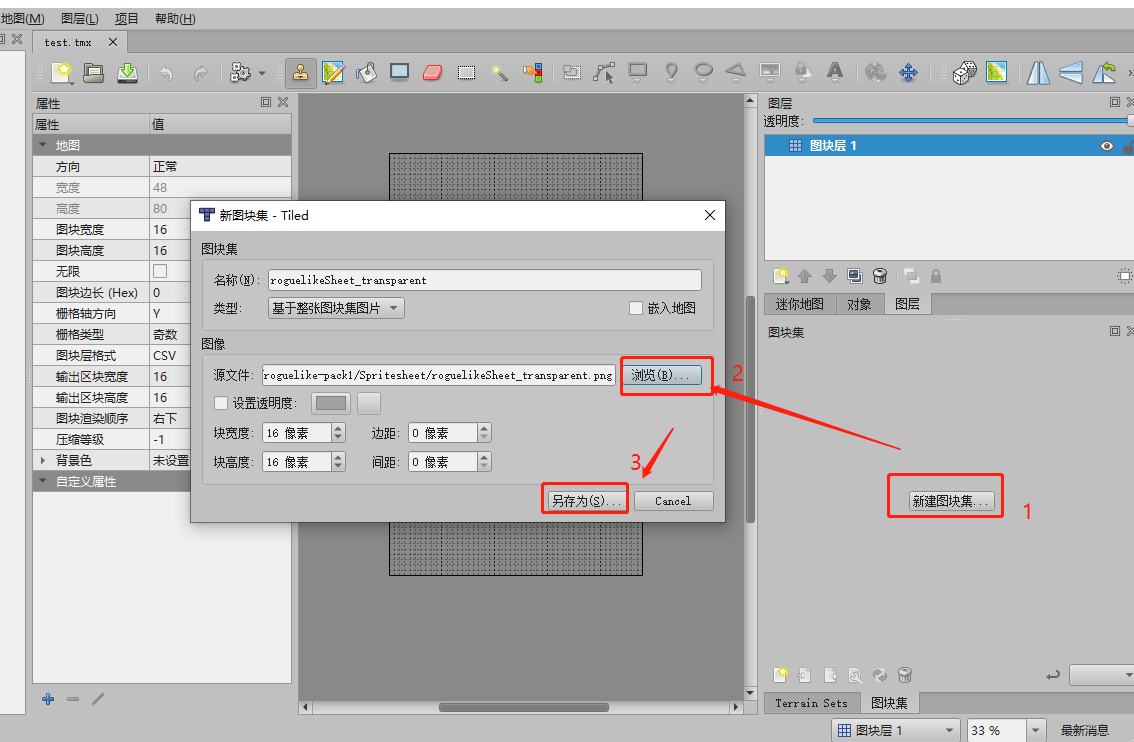 地图(M) 图层(L) 项目 帮助(H)
test.tmx
属性
属性 值
地图
方向 正常
宽度 48
高度 80
图块宽度 16
图块高度 16
无限
图块边长 (Hex) 0
栅格轴方向 Y
栅格类型 奇数
图块层格式 CSV
输出区块宽度 16
输出区块高度 16
图块渲染顺序 右下
压缩等级 -1
背景色 未设置
自定义属性
新图块集 - Tiled
图块集
名称(N): roguelikeSheet_transparent
类型: 基于整张图块集图片 嵌入地图
图像
源文件: roguelike-pack1/Spritesheet/roguelikeSheet_transparent.png 浏览(B)... 2
设置透明度:
块宽度: 16 像素 边距: 0 像素
块高度: 16 像素 间距: 0 像素
3
另存为(S)... Cancel
图层
透明度:
图块层 1
迷你地图 对象 图层
图块集
新建图块集... 1
Terrain Sets 图块集
图块层 1 33 % 最新消息